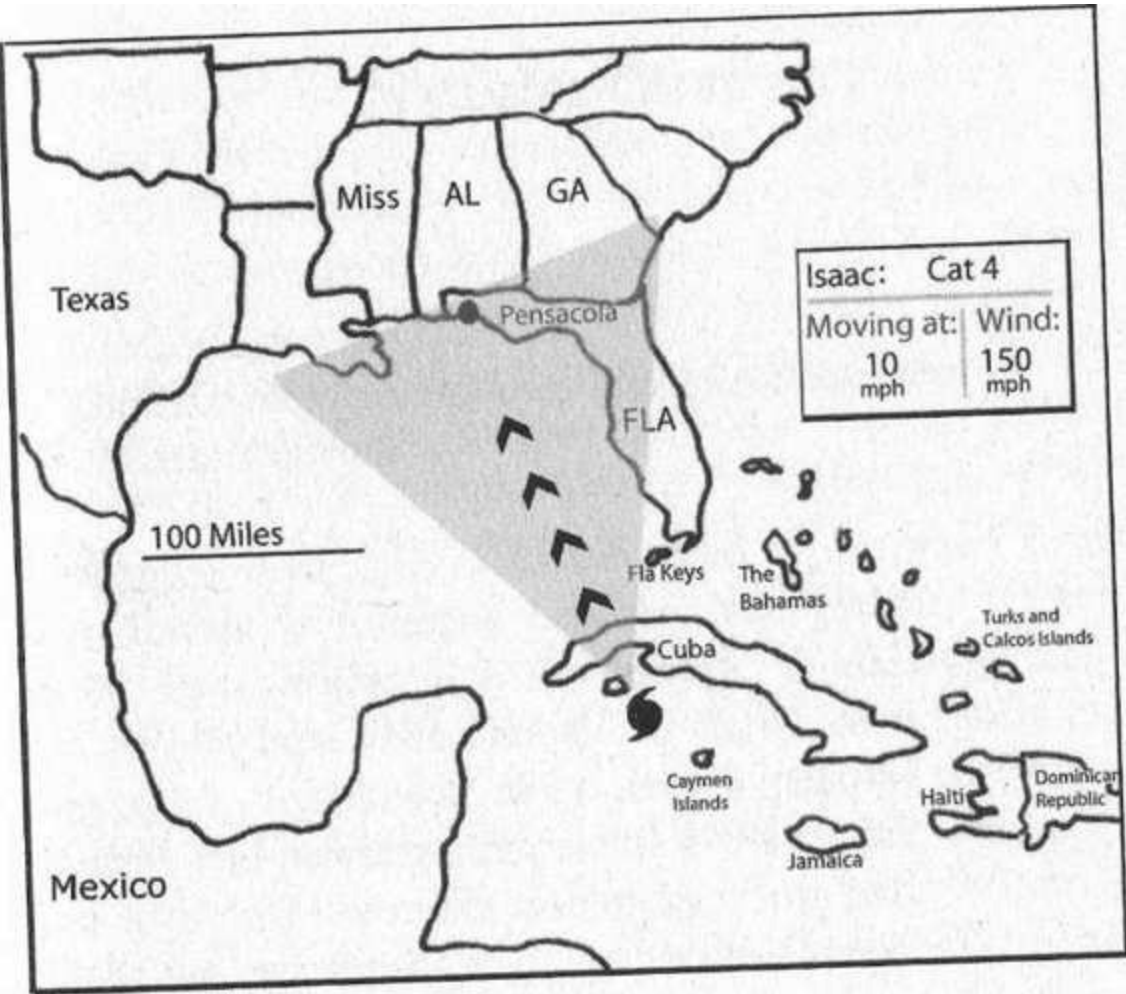 Miss
AL
GA
Texas
Isaac: Cat 4
Moving at: Wind:
10 150
mph mph
Pensacola
FLA
100 Miles
Fla Keys
The
Bahamas
Turks and
Calcos Islands
Cuba
Caymen
Islands
Haiti
Dominican
Republic
Jamaica
Mexico